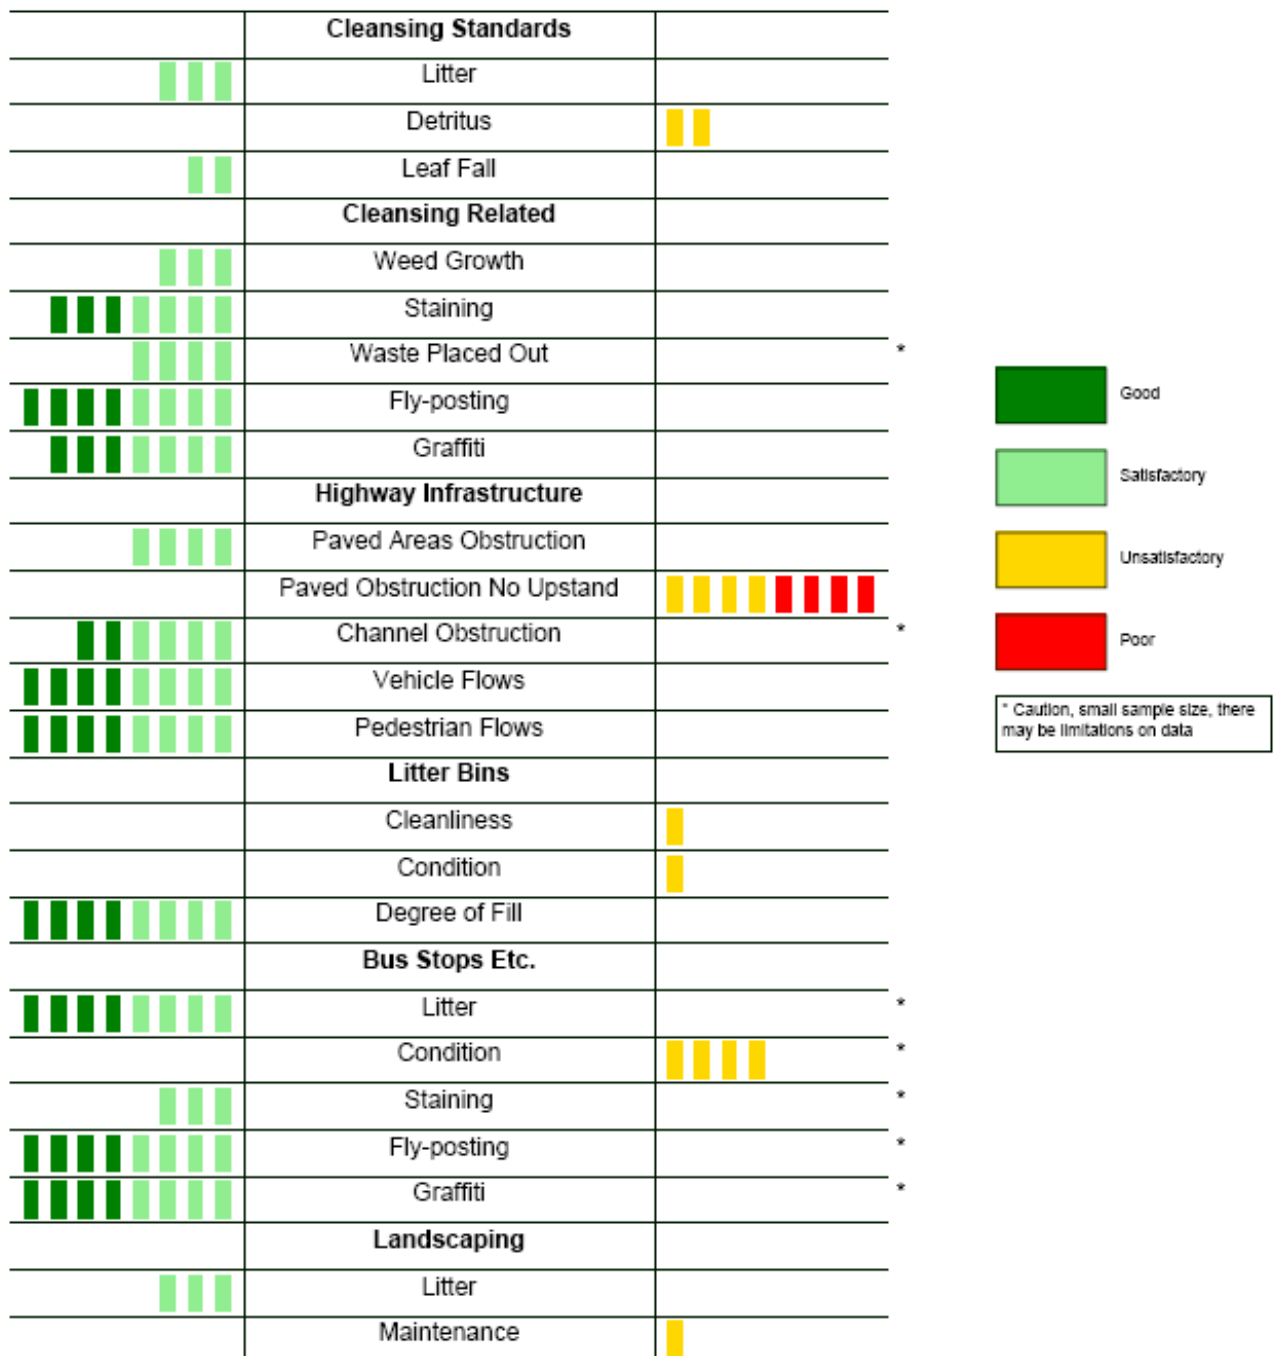 Cleansing Standards
Litter
Detritus
Leaf Fall
Cleansing Related
Weed Growth
Staining
Waste Placed Out *
Fly-posting
Graffiti
Highway Infrastructure
Paved Areas Obstruction
Paved Obstruction No Upstand
Channel Obstruction *
Vehicle Flows
Pedestrian Flows
Litter Bins
Cleanliness
Condition
Degree of Fill
Bus Stops Etc.
Litter *
Condition *
Staining *
Fly-posting *
Graffiti *
Landscaping
Litter
Maintenance
Good
Satisfactory
Unsatisfactory
Poor
* Caution, small sample size, there
may be limitations on data